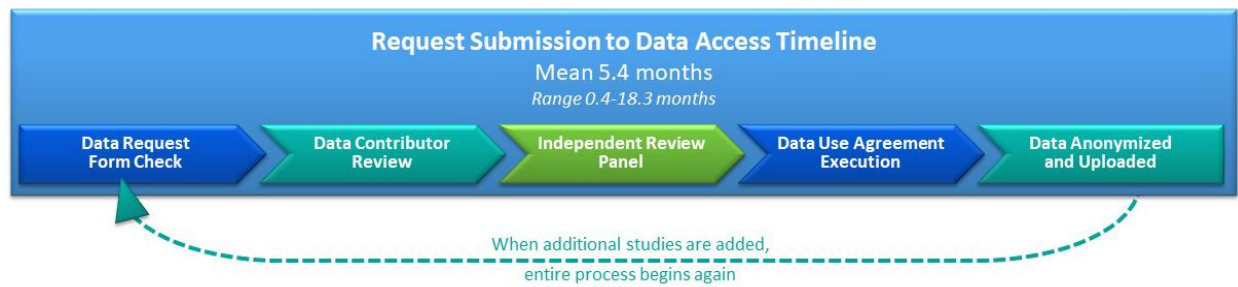 Request Submission to Data Access Timeline
Mean 5.4 months
Range 0.4-18.3 months
Data Request
Form Check
Data Contributor
Review
Independent Review
Panel
Data Use Agreement
Execution
Data Anonymized
and Uploaded
When additional studies are added,
entire process begins again